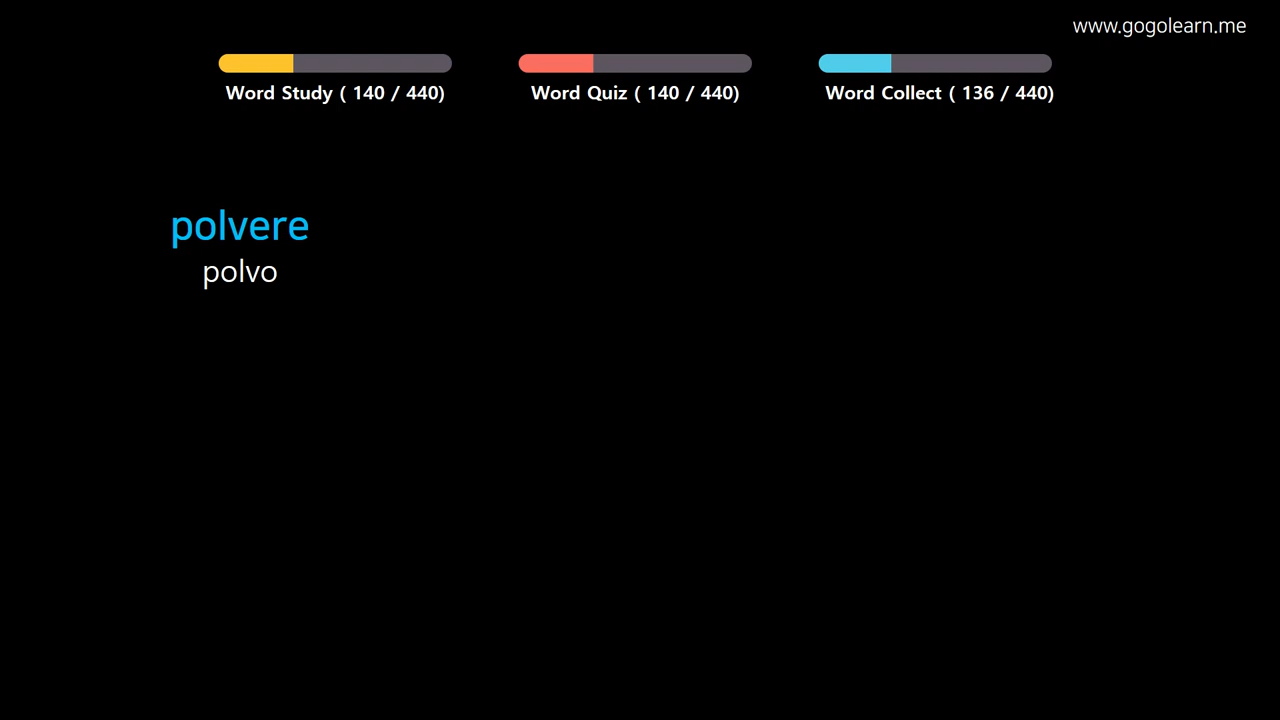 www.gogolearn.me
Word Study ( 140 / 440)
Word Quiz ( 140 / 440)
Word Collect ( 136 / 440)
polvere
polvo